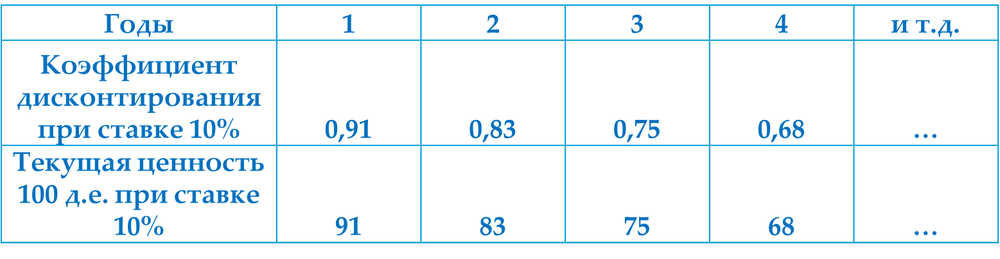 Годы 1 2 3 4 и т.д.
Коэффициент
дисконтирования
при ставке 10% 0,91 0,83 0,75 0,68 …
Текущая ценность
100 д.е. при ставке
10% 91 83 75 68 …